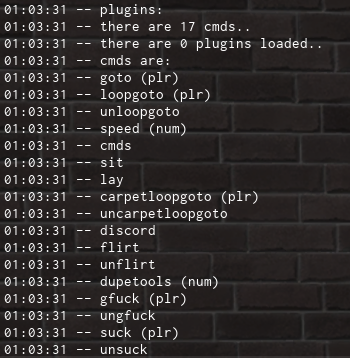 01:03:31 -- plugins:
01:03:31 -- there are 17 cmds..
01:03:31 -- there are 0 plugins loaded..
01:03:31 -- cmds are:
01:03:31 -- goto (plr)
01:03:31 -- loopgoto (plr)
01:03:31 -- unloopgoto
01:03:31 -- speed (num)
01:03:31 -- cmds
01:03:31 -- sit
01:03:31 -- lay
01:03:31 -- carpetloopgoto (plr)
01:03:31 -- uncarpetloopgoto
01:03:31 -- discord
01:03:31 -- flirt
01:03:31 -- unflirt
01:03:31 -- dupetools (num)
01:03:31 -- gfuck (plr)
01:03:31 -- ungfuck
01:03:31 -- suck (plr)
01:03:31 -- unsuck